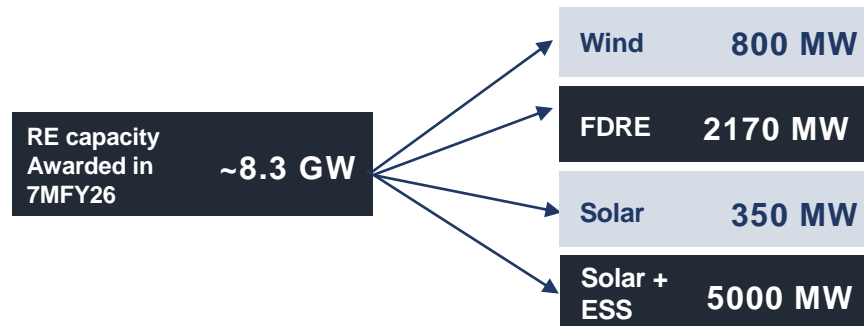 RE capacity
Awarded in
7MFY26
~8.3 GW
Wind 800 MW
FDRE 2170 MW
Solar 350 MW
Solar +
ESS
5000 MW